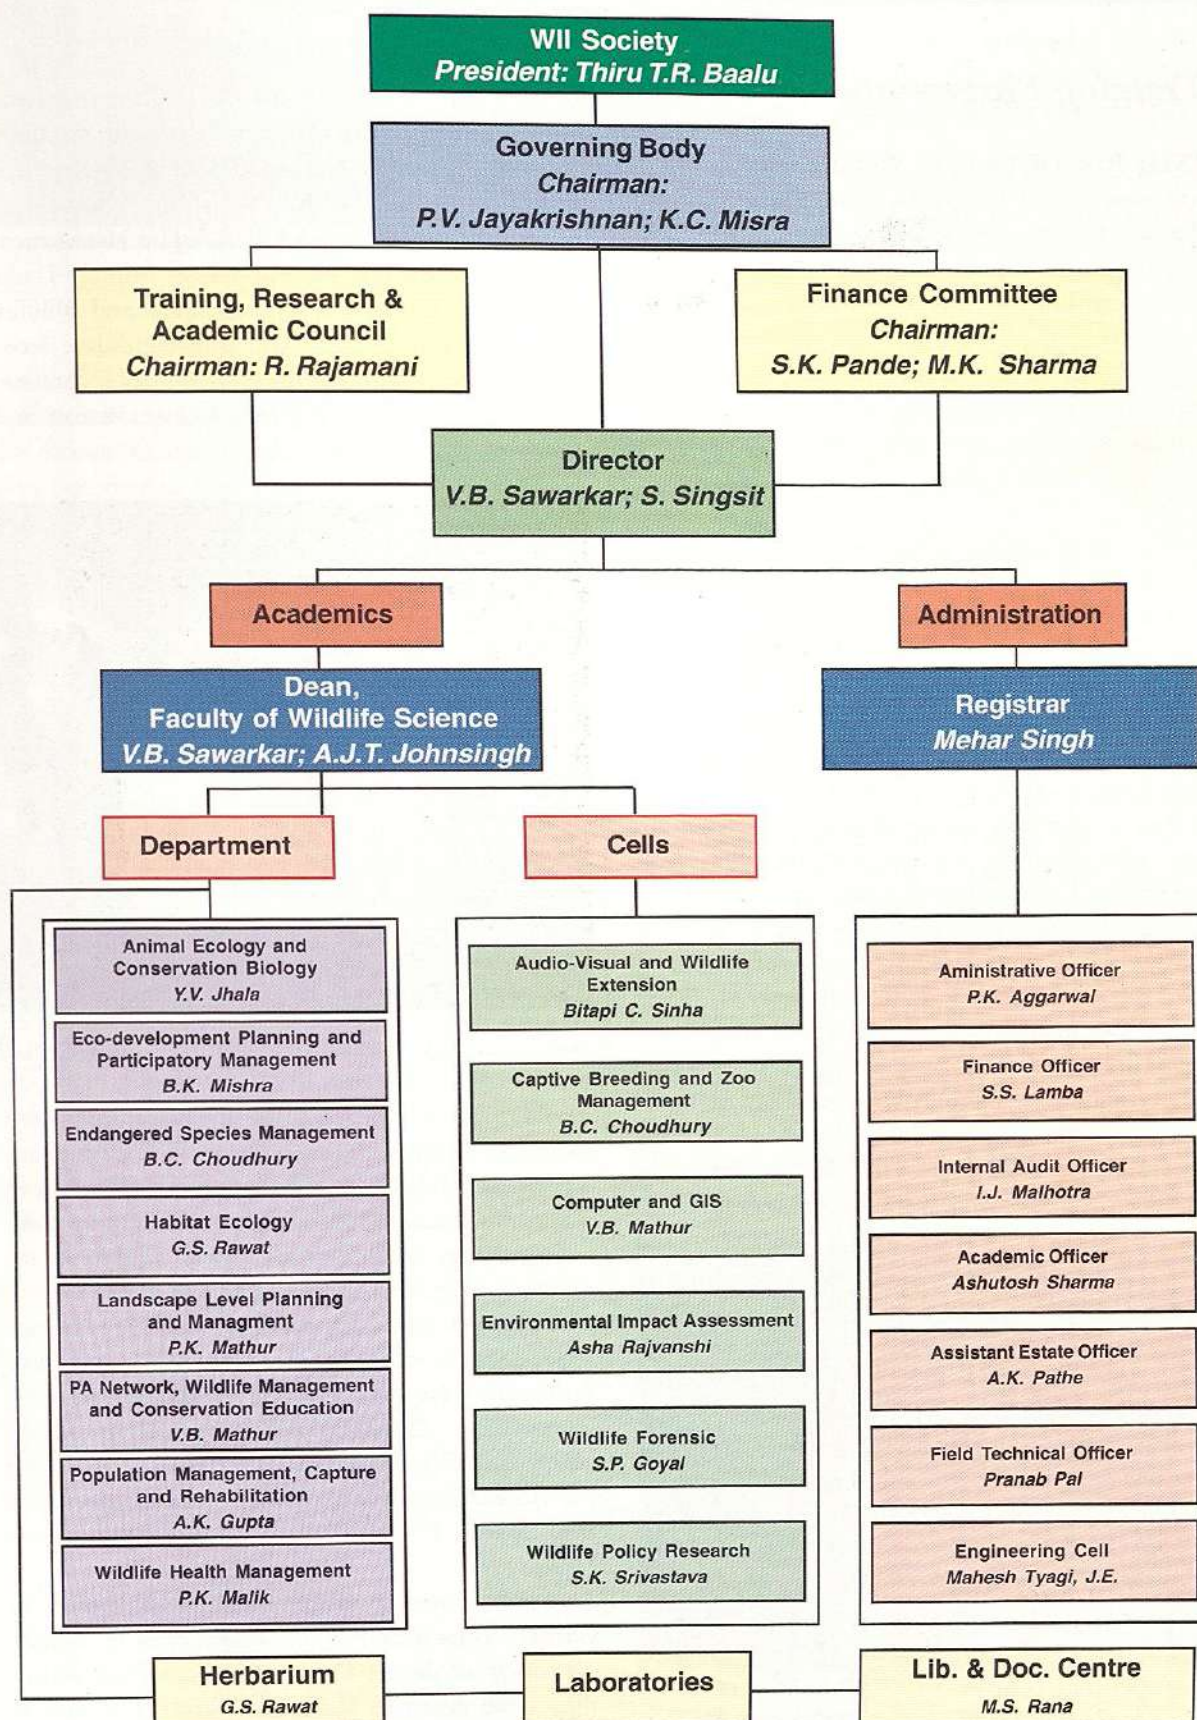 WII Society
President: Thiru T.R. Baalu
Governing Body
Chairman:
P.V. Jayakrishnan; K.C. Misra
Training, Research &
Academic Council
Chairman: R. Rajamani
Finance Committee
Chairman:
S.K. Pande; M.K. Sharma
Director
V.B. Sawarkar; S. Singsit
Academics
Administration
Dean,
Faculty of Wildlife Science
V.B. Sawarkar; A.J.T. Johnsingh
Registrar
Mehar Singh
Department
Cells
Animal Ecology and
Conservation Biology
Y.V. Jhala
Eco-development Planning and
Participatory Management
B.K. Mishra
Endangered Species Management
B.C. Choudhury
Habitat Ecology
G.S. Rawat
Landscape Level Planning
and Managment
P.K. Mathur
PA Network, Wildlife Management
and Conservation Education
V.B. Mathur
Population Management, Capture
and Rehabilitation
A.K. Gupta
Wildlife Health Management
P.K. Malik
Audio-Visual and Wildlife
Extension
Bitapi C. Sinha
Captive Breeding and Zoo
Management
B.C. Choudhury
Computer and GIS
V.B. Mathur
Environmental Impact Assessment
Asha Rajvanshi
Wildlife Forensic
S.P. Goyal
Wildlife Policy Research
S.K. Srivastava
Aministrative Officer
P.K. Aggarwal
Finance Officer
S.S. Lamba
Internal Audit Officer
I.J. Malhotra
Academic Officer
Ashutosh Sharma
Assistant Estate Officer
A.K. Pathe
Field Technical Officer
Pranab Pal
Engineering Cell
Mahesh Tyagi, J.E.
Herbarium
G.S. Rawat
Laboratories
Lib. & Doc. Centre
M.S. Rana